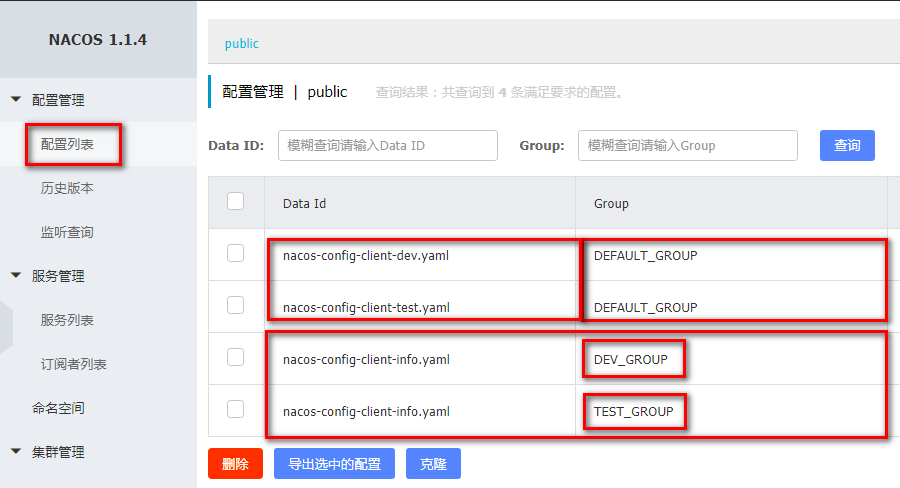 NACOS 1.1.4
配置管理
配置列表
历史版本
监听查询
服务管理
服务列表
订阅者列表
命名空间
集群管理
public
配置管理 | public 查询结果：共查询到 4 条满足要求的配置。
Data ID: 模糊查询请输入Data ID Group: 模糊查询请输入Group 查询
Data Id Group
nacos-config-client-dev.yaml DEFAULT_GROUP
nacos-config-client-test.yaml DEFAULT_GROUP
nacos-config-client-info.yaml DEV_GROUP
nacos-config-client-info.yaml TEST_GROUP
删除 导出选中的配置 克隆